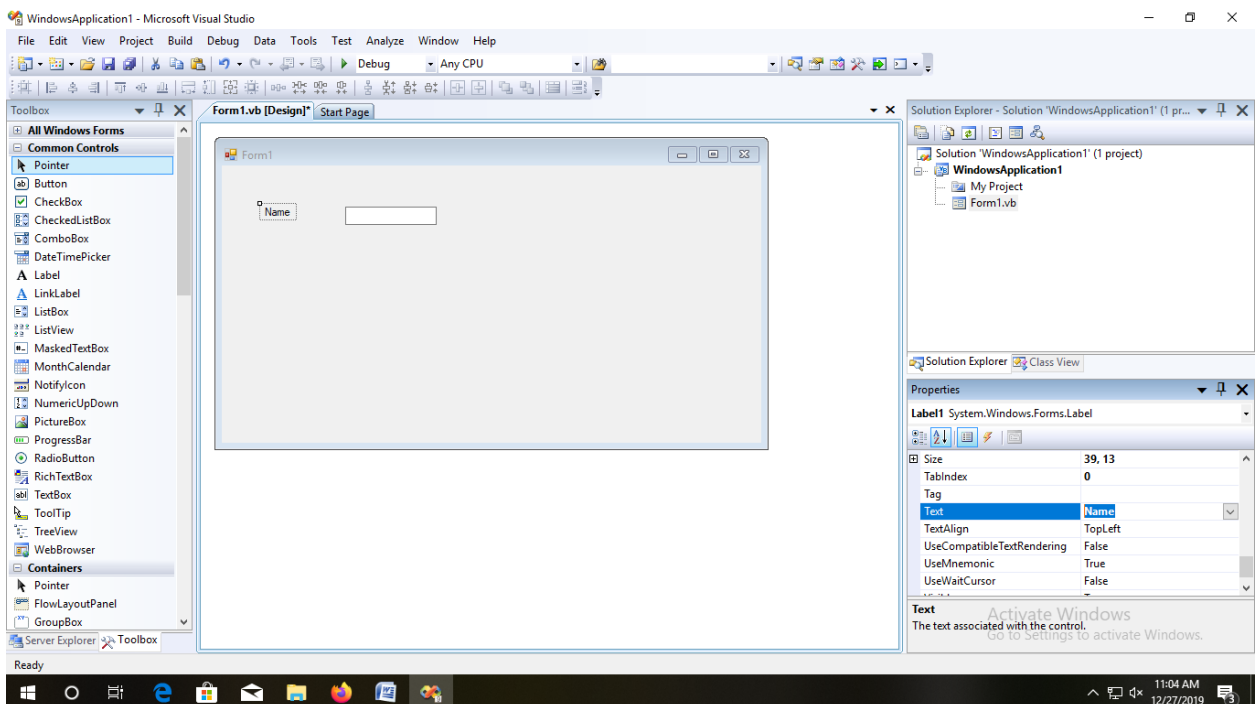 WindowsApplication1 - Microsoft Visual Studio
File Edit View Project Build Debug Data Tools Test Analyze Window Help
Debug Any CPU
Toolbox
All Windows Forms
Common Controls
Pointer
Button
CheckBox
CheckedListBox
ComboBox
DateTimePicker
Label
LinkLabel
ListBox
ListView
MaskedTextBox
MonthCalendar
NotifyIcon
NumericUpDown
PictureBox
ProgressBar
RadioButton
RichTextBox
TextBox
ToolTip
TreeView
WebBrowser
Containers
Pointer
FlowLayoutPanel
GroupBox
Server Explorer Toolbox
Form1.vb [Design]* Start Page
Form1
Name
Solution Explorer - Solution 'WindowsApplication1' (1 pr...
Solution 'WindowsApplication1' (1 project)
WindowsApplication1
My Project
Form1.vb
Solution Explorer Class View
Properties
Label1 System.Windows.Forms.Label
Size 39, 13
TabIndex 0
Tag
Text Name
TextAlign TopLeft
UseCompatibleTextRendering False
UseMnemonic True
UseWaitCursor False
Text
The text associated with the control.
Activate Windows
Go to Settings to activate Windows.
Ready
11:04 AM
12/27/2019